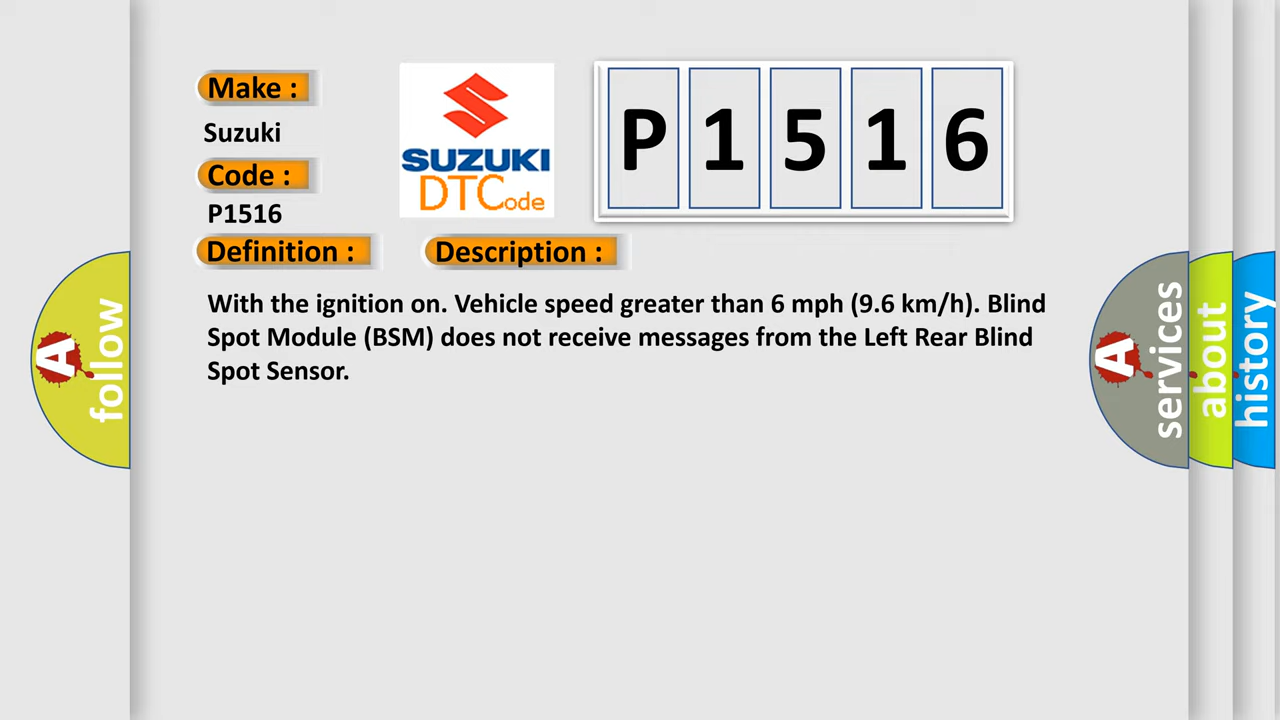 Make :
Suzuki
Code :
P1516
SUZUKI
DTCode
P 1 5 1 6
Definition :
Description :
With the ignition on. Vehicle speed greater than 6 mph (9.6 km/h). Blind
Spot Module (BSM) does not receive messages from the Left Rear Blind
Spot Sensor.
A
follow
A
services
about
history